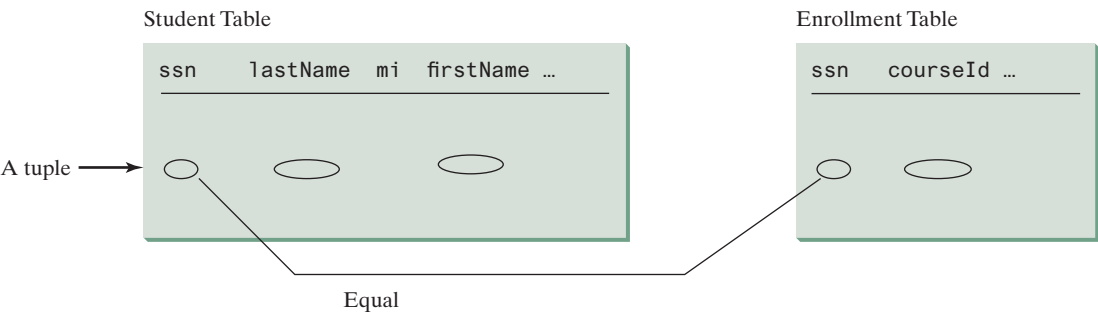 Student Table
Enrollment Table
ssn lastName mi firstName …
ssn courseId …
A tuple
Equal